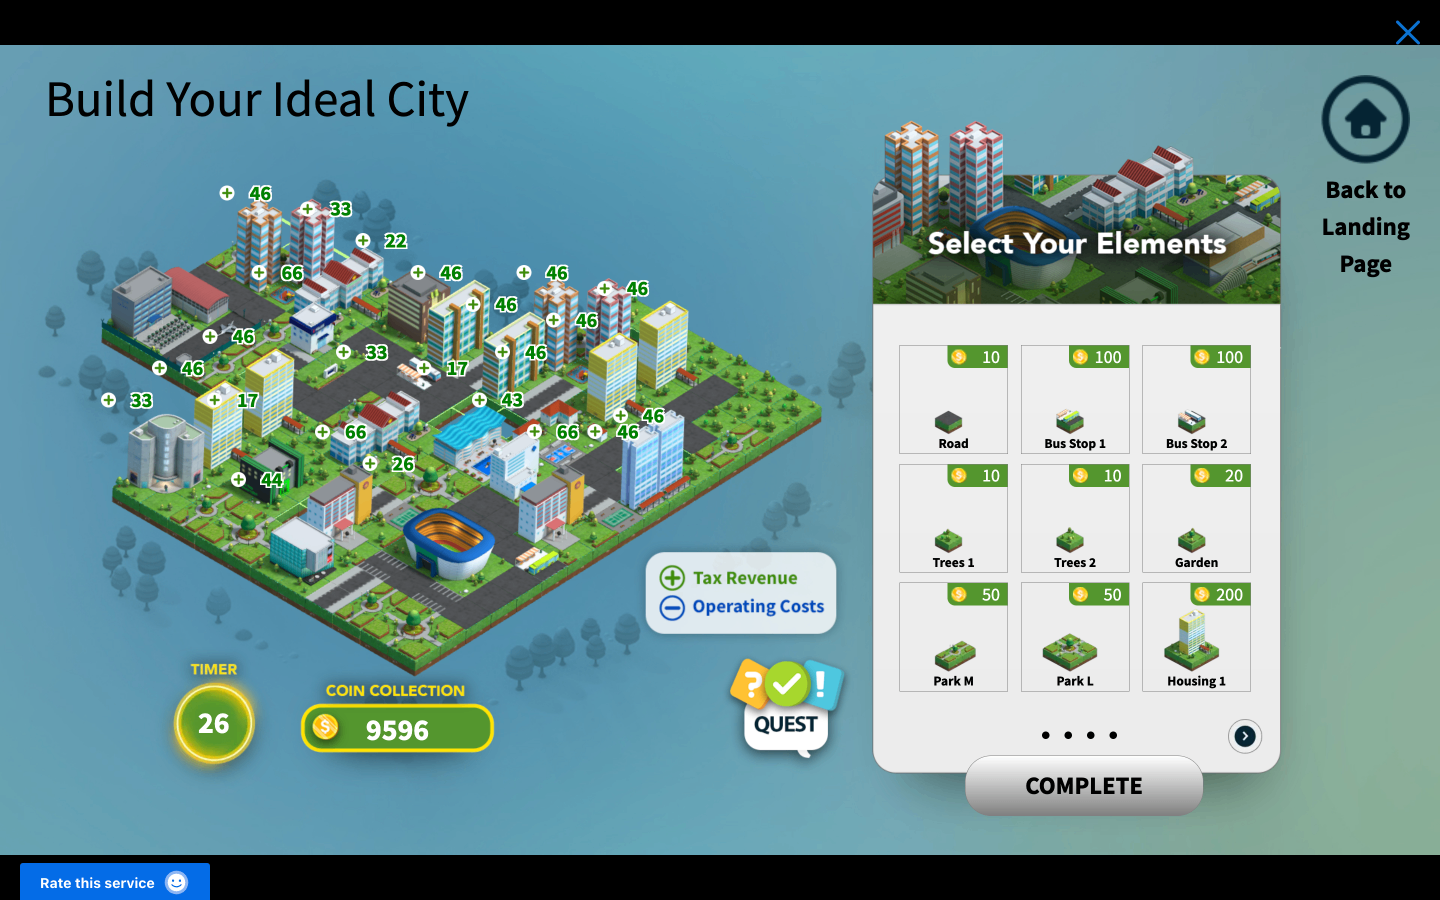 Build Your Ideal City
46
33
22
66
46
46
46
46
46
46
46
33
46
17
46
33
17
43
46
66
66
46
26
44
Tax Revenue
Operating Costs
TIMER
26
COIN COLLECTION
9596
?
!
QUEST
Select Your Elements
10
Road
100
Bus Stop 1
100
Bus Stop 2
10
Trees 1
10
Trees 2
20
Garden
50
Park M
50
Park L
200
Housing 1
COMPLETE
Back to
Landing
Page
Rate this service